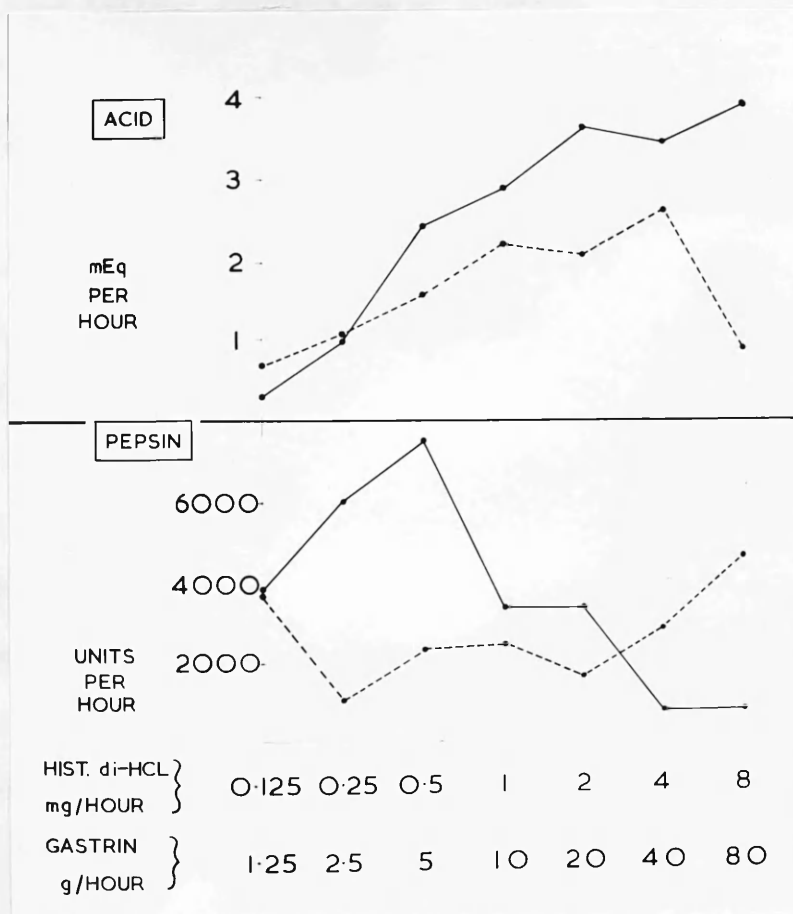 ACID
4
3
mEq
PER
HOUR
2
1
PEPSIN
6000
4000
UNITS
PER
HOUR
2000
HIST. di-HCL
mg/HOUR
0·125 0·25 0·5 1 2 4 8
GASTRIN
g/HOUR
1·25 2·5 5 10 20 40 80